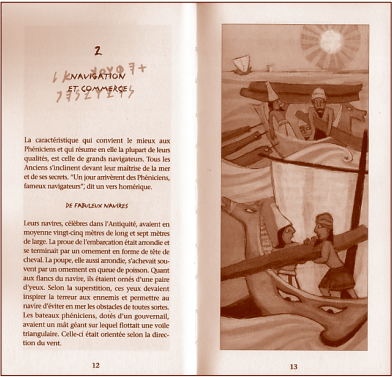 2
NAVIGATION
ET COMMERCE
La caractéristique qui convient le mieux aux
Phéniciens et qui résume en elle la plupart de leurs
qualités, est celle de grands navigateurs. Tous les
Anciens s'inclinent devant leur maîtrise de la mer
et de ses secrets. "Un jour arrivèrent des Phéniciens,
fameux navigateurs", dit un vers homérique.
DE FABULEUX NAVIRES
Leurs navires, célèbres dans l'Antiquité, avaient en
moyenne vingt-cinq mètres de long et sept mètres
de large. La proue de l'embarcation était arrondie et
se terminait par un ornement en forme de tête de
cheval. La poupe, elle aussi arrondie, s'achevait sou-
vent par un ornement en queue de poisson. Quant
aux flancs du navire, ils étaient ornés d'une paire
d'yeux. Selon la superstition, ces yeux devaient
inspirer la terreur aux ennemis et permettre au
navire d'éviter en mer les obstacles de toutes sortes.
Les bateaux phéniciens, dotés d'un gouvernail,
avaient un mât géant sur lequel flottait une voile
triangulaire. Celle-ci était orientée selon la direction
du vent.
12
13